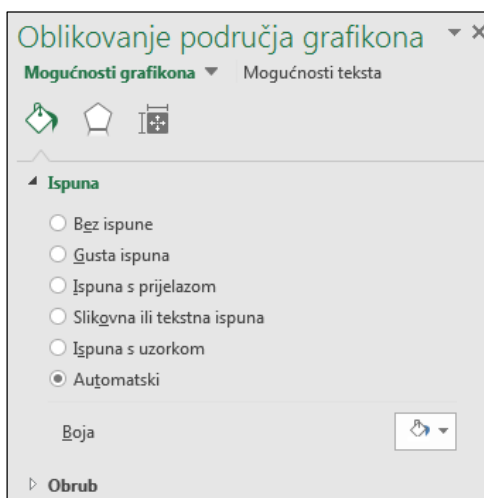 Oblikovanje područja grafikona
Mogućnosti grafikona Mogućnosti teksta
Ispuna
Bez ispune
Gusta ispuna
Ispuna s prijelazom
Slikovna ili tekstna ispuna
Ispuna s uzorkom
Automatski
Boja
Obrub